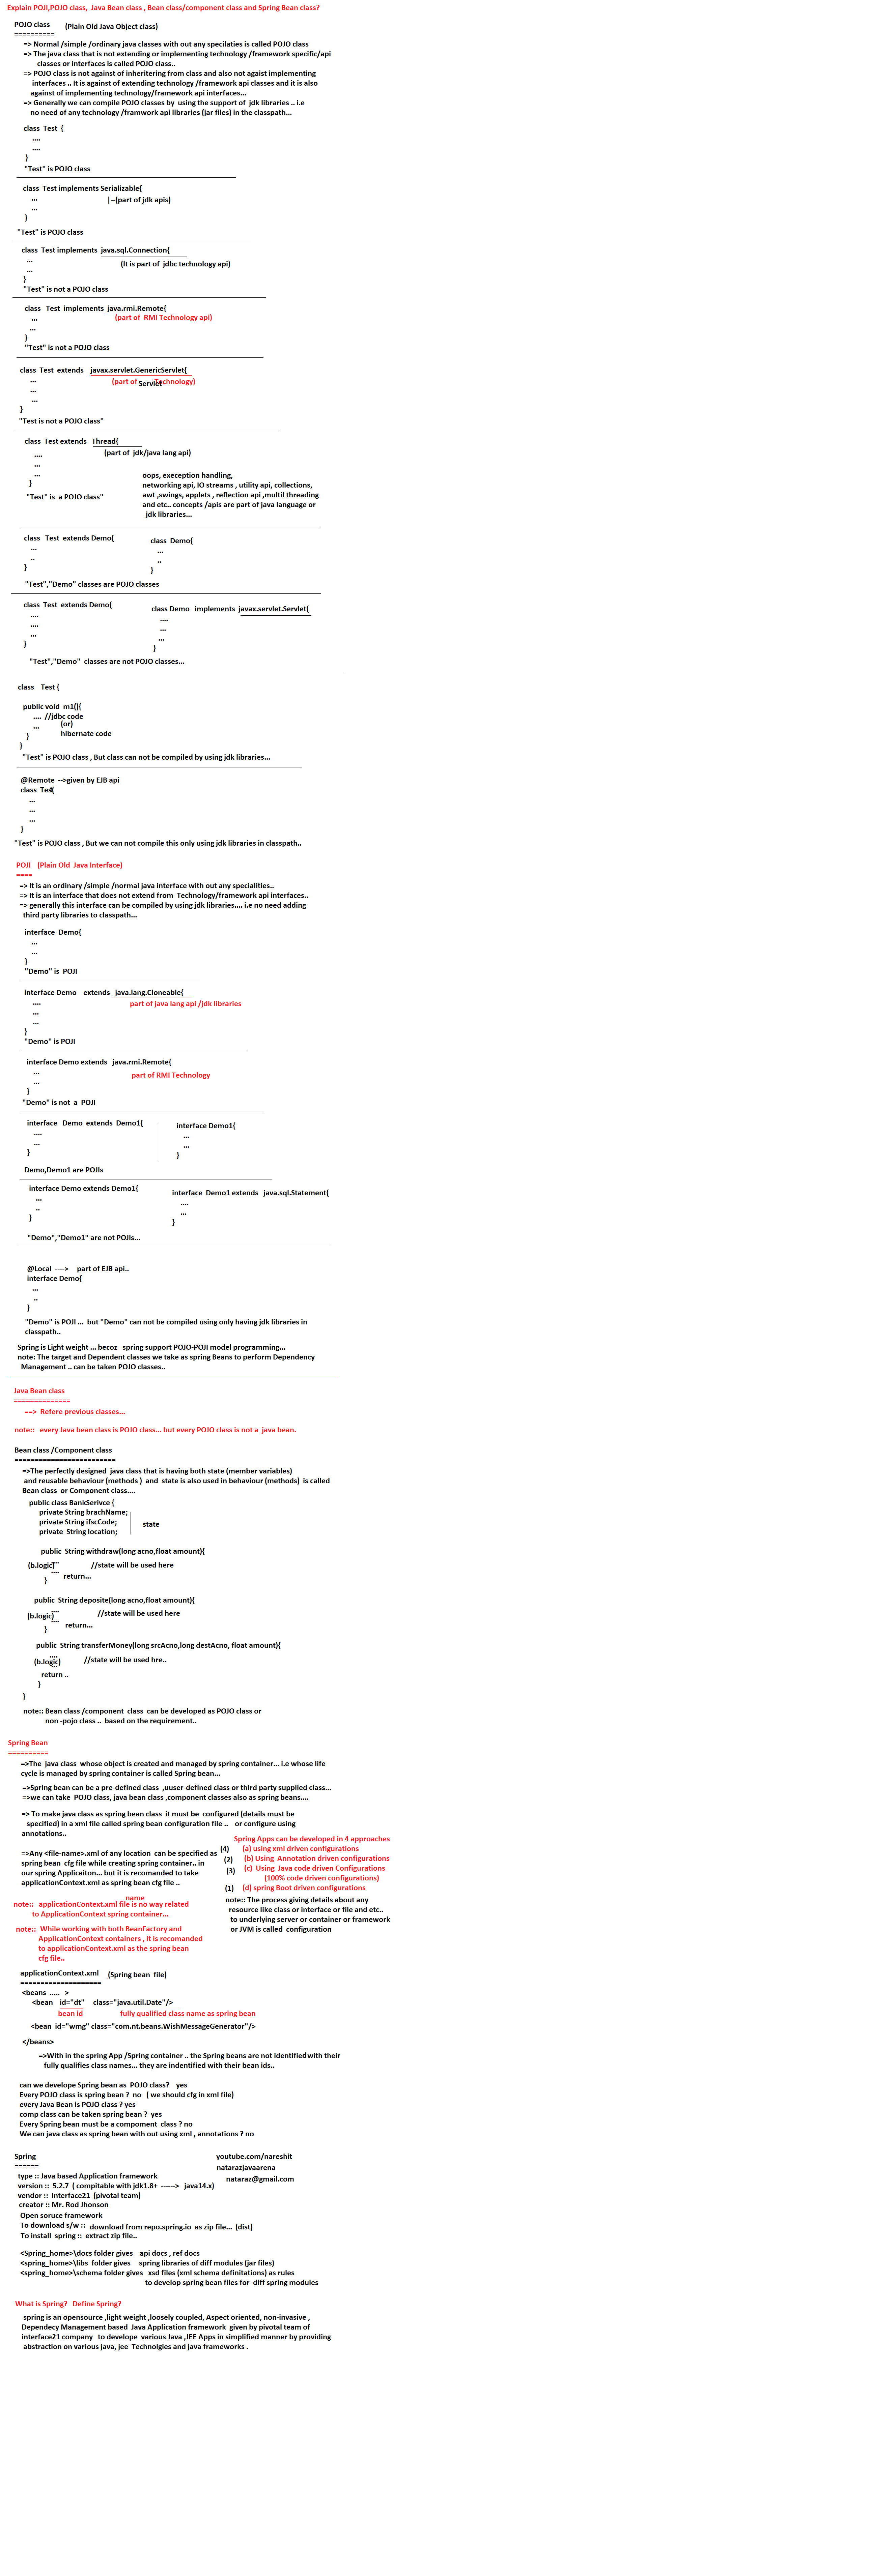 Explain POJI,POJO class,  Java Bean class , Bean class/component class and Spring Bean class?
POJO class    (Plain Old Java Object class)
==========
=> Normal /simple /ordinary java classes with out any specilaties is called POJO class
=> The java class that is not extending or implementing technology /framework specific/api
classes or interfaces is called POJO class..
=> POJO class is not against of inheritering from class and also not agaist implementing
interfaces .. It is against of extending technology /framework api classes and it is also
against of implementing technology/framework api interfaces...
=> Generally we can compile POJO classes by  using the support of  jdk libraries .. i.e
no need of any technology /framwork api libraries (jar files) in the classpath...
class  Test  {
....
....
}
"Test" is POJO class
class  Test implements Serializable{
...    |--(part of jdk apis)
...
}
"Test" is POJO class
class  Test implements  java.sql.Connection{
...    (It is part of  jdbc technology api)
...
}
"Test" is not a POJO class
class   Test  implements  java.rmi.Remote{
...    (part of  RMI Technology api)
...
}
"Test" is not a POJO class
class  Test  extends   javax.servlet.GenericServlet{
...    (part of Servlet Technology)
...
...
}
"Test is not a POJO class"
class  Test extends   Thread{
....    (part of  jdk/java lang api)
...
...
}
"Test" is  a POJO class"
oops, exeception handling,
networking api, IO streams , utility api, collections,
awt ,swings, applets , reflection api ,multil threading
and etc.. concepts /apis are part of java language or
jdk libraries...
class   Test  extends Demo{    class  Demo{
...    ...
..    ..
}    }
"Test","Demo" classes are POJO classes
class  Test  extends Demo{    class Demo   implements  javax.servlet.Servlet{
....    ....
....    ...
...    ...
}    }
"Test","Demo"  classes are not POJO classes...
class    Test {
public void  m1(){
....  //jdbc code
...    (or)
}    hibernate code
}
"Test" is POJO class , But class can not be compiled by using jdk libraries...
@Remote  -->given by EJB api
class  Test{
...
...
...
}
"Test" is POJO class , But we can not compile this only using jdk libraries in classpath..
POJI    (Plain Old  Java Interface)
====
=> It is an ordinary /simple /normal java interface with out any specialities..
=> It is an interface that does not extend from  Technology/framework api interfaces..
=> generally this interface can be compiled by using jdk libraries.... i.e no need adding
third party libraries to classpath...
interface  Demo{
...
...
}
"Demo" is  POJI
interface Demo    extends   java.lang.Cloneable{
....    part of java lang api /jdk libraries
...
...
}
"Demo" is POJI
interface Demo extends   java.rmi.Remote{
...    part of RMI Technology
...
}
"Demo" is not  a  POJI
interface   Demo  extends  Demo1{    interface Demo1{
....    ...
...    ...
}    }
Demo,Demo1 are POJIs
interface Demo extends Demo1{    interface  Demo1 extends   java.sql.Statement{
...    ....
..    ...
}    }
"Demo","Demo1" are not POJIs...
@Local  ---->     part of EJB api..
interface Demo{
...
..
}
"Demo" is POJI ...  but "Demo" can not be compiled using only having jdk libraries in
classpath..
Spring is Light weight ... becoz   spring support POJO-POJI model programming...
note: The target and Dependent classes we take as spring Beans to perform Dependency
Management .. can be taken POJO classes..
Java Bean class
==============
==>  Refere previous classes...
note::   every Java bean class is POJO class... but every POJO class is not a  java bean.
Bean class /Component class
=========================
=>The perfectly designed  java class that is having both state (member variables)
and reusable behaviour (methods )  and  state is also used in behaviour (methods)  is called
Bean class  or Component class....
public class BankSerivce {
private String brachName;
private String ifscCode;    state
private  String location;
public  String withdraw(long acno,float amount){
(b.logic)....    //state will be used here
....  return...
}
public  String deposite(long acno,float amount){
(b.logic)....    //state will be used here
....   return...
}
public  String transferMoney(long srcAcno,long destAcno, float amount){
(b.logic)....    //state will be used hre..
...
return ..
}
}
note:: Bean class /component  class  can be developed as POJO class or
non -pojo class ..  based on the requirement..
Spring Bean
==========
=>The  java class  whose object is created and managed by spring container... i.e whose life
cycle is managed by spring container is called Spring bean...
=>Spring bean can be a pre-defined class  ,uuser-defined class or third party supplied class...
=>we can take  POJO class, java bean class ,component classes also as spring beans....
=> To make java class as spring bean class  it must be  configured (details must be
specified) in a xml file called spring bean configuration file ..   or configure using
annotations..
=>Any <file-name>.xml of any location  can be specified as
spring bean  cfg file while creating spring container.. in
our spring Applicaiton... but it is recomanded to take
applicationContext.xml as spring bean cfg file ..
Spring Apps can be developed in 4 approaches
(4)    (a) using xml driven configurations
(2)    (b) Using  Annotation driven configurations
(3)    (c)  Using  Java code driven Configurations
(100% code driven configurations)
(1)    (d) spring Boot driven configurations
note:: The process giving details about any
resource like class or interface or file and etc..
to underlying server or container or framework
or JVM is called  configuration
name
note::   applicationContext.xml file is no way related
to ApplicationContext spring container...
note::  While working with both BeanFactory and
ApplicationContext containers , it is recomanded
to applicationContext.xml as the spring bean
cfg file..
applicationContext.xml    (Spring bean  file)
====================
<beans  .....  >
<bean    id="dt"     class="java.util.Date"/>
bean id    fully qualified class name as spring bean
<bean  id="wmg" class="com.nt.beans.WishMessageGenerator"/>
</beans>
=>With in the spring App /Spring container .. the Spring beans are not identified with their
fully qualifies class names... they are indentified with their bean ids..
can we develope Spring bean as  POJO class?   yes
Every POJO class is spring bean ?  no   ( we should cfg in xml file)
every Java Bean is POJO class ? yes
comp class can be taken spring bean ?  yes
Every Spring bean must be a compoment  class ? no
We can java class as spring bean with out using xml , annotations ? no
Spring
======
type :: Java based Application framework
version ::  5.2.7  ( compitable with jdk1.8+  ------>   java14.x)
vendor ::  Interface21  (pivotal team)
creator :: Mr. Rod Jhonson
Open soruce framework
To download s/w ::  download from repo.spring.io  as zip file...  (dist)
To install  spring ::  extract zip file..
youtube.com/nareshit
natarazjavaarena
nataraz@gmail.com
<Spring_home>\docs folder gives    api docs , ref docs
<spring_home>\libs  folder gives     spring libraries of diff modules (jar files)
<spring_home>\schema folder gives   xsd files (xml schema definitations) as rules
to develop spring bean files for  diff spring modules
What is Spring?   Define Spring?
spring is an opensource ,light weight ,loosely coupled, Aspect oriented, non-invasive ,
Dependecy Management based  Java Application framework  given by pivotal team of
interface21 company   to develope  various Java ,JEE Apps in simplified manner by providing
abstraction on various java, jee  Technolgies and java frameworks .